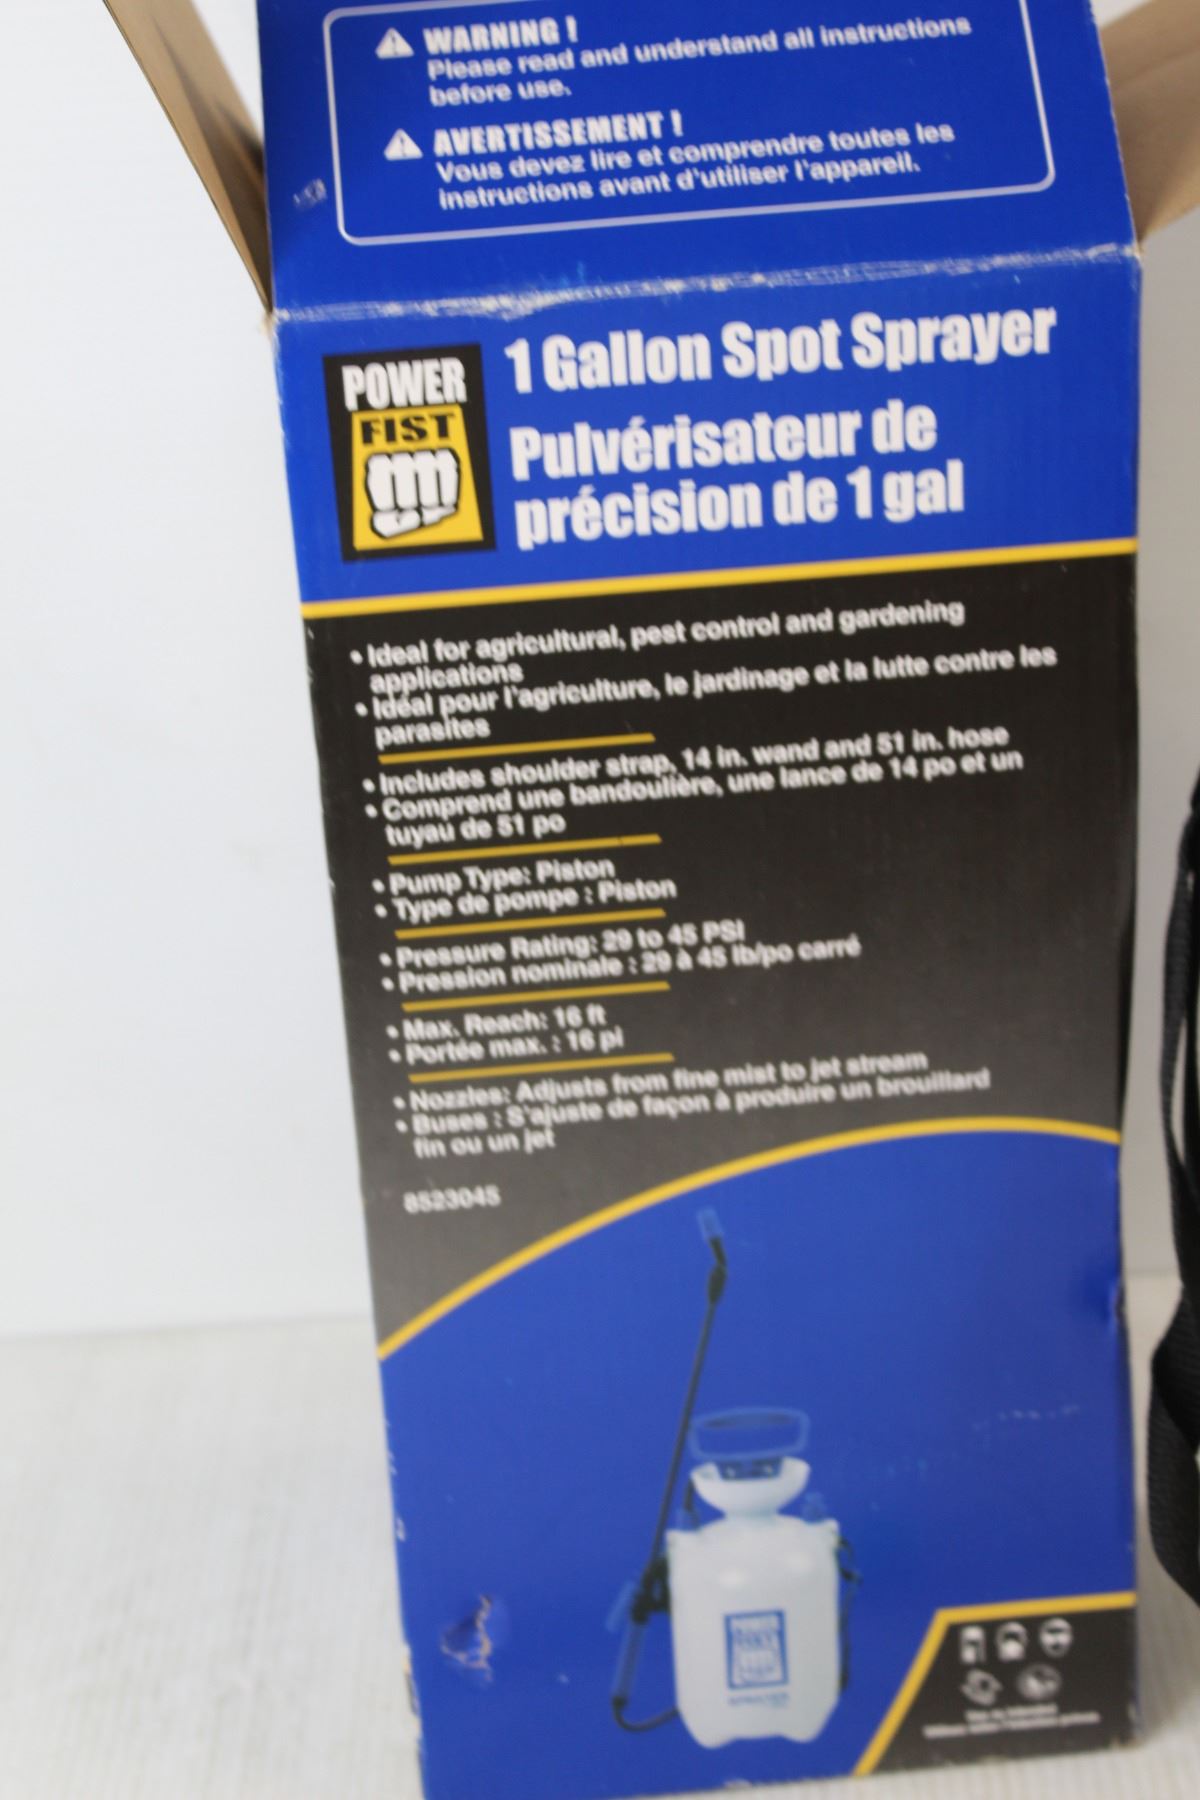 WARNING !
Please read and understand all instructions
before use.
AVERTISSEMENT !
Vous devez lire et comprendre toutes les
instructions avant d'utiliser l'appareil.
POWER
FIST
1 Gallon Spot Sprayer
Pulvérisateur de
précision de 1 gal
• Ideal for agricultural, pest control and gardening
applications
• Idéal pour l'agriculture, le jardinage et la lutte contre les
parasites
• Includes shoulder strap, 14 in. wand and 51 in. hose
• Comprend une bandoulière, une lance de 14 po et un
tuyau de 51 po
• Pump Type: Piston
• Type de pompe : Piston
• Pressure Rating: 29 to 45 PSI
• Pression nominale : 29 à 45 lb/po carré
• Max. Reach: 16 ft
• Portée max. : 16 pi
• Nozzles: Adjusts from fine mist to jet stream
• Buses : S'ajuste de façon à produire un brouillard
fin ou un jet
8523045
POWER
FIST
SPRAYER